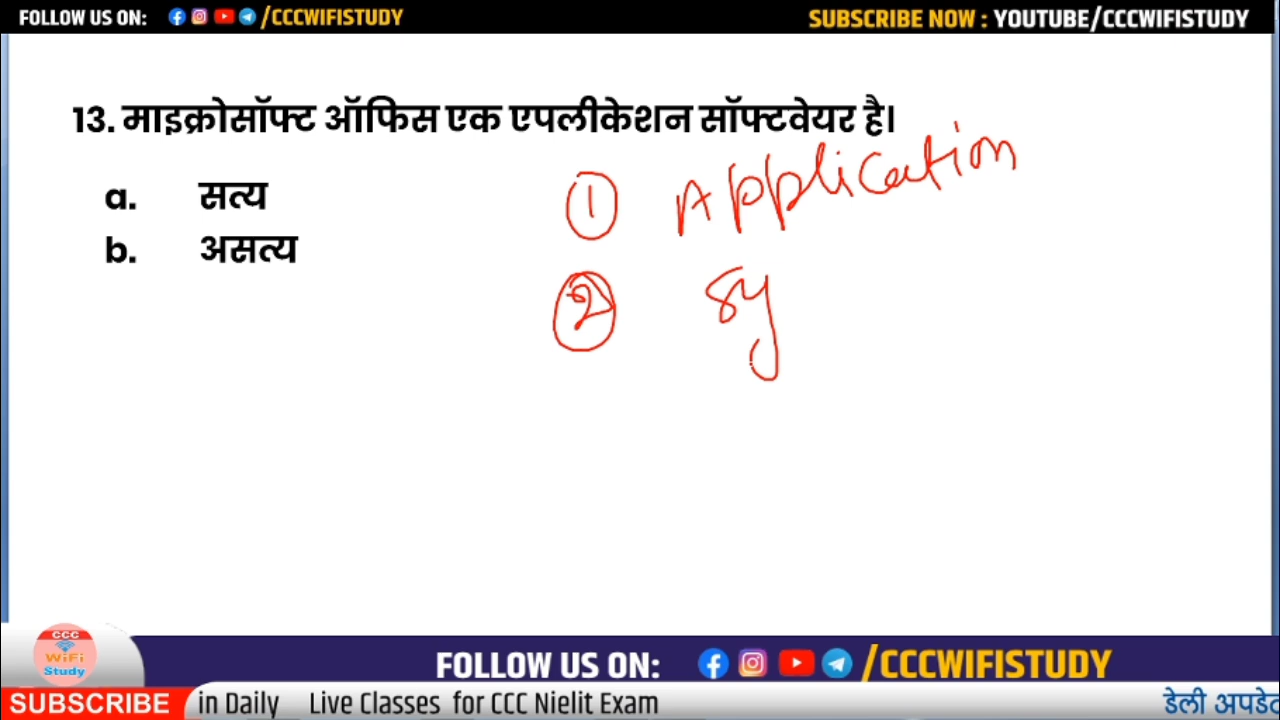 FOLLOW US ON: /CCCWIFISTUDY
SUBSCRIBE NOW : YOUTUBE/CCCWIFISTUDY
13. माइक्रोसॉफ्ट ऑफिस एक एपलीकेशन सॉफ्टवेयर है।
a. सत्य
b. असत्य
1 Application
2 Sy
CCC
WiFi
Study
FOLLOW US ON: /CCCWIFISTUDY
SUBSCRIBE in Daily Live Classes for CCC Nielit Exam डेली अपडेट